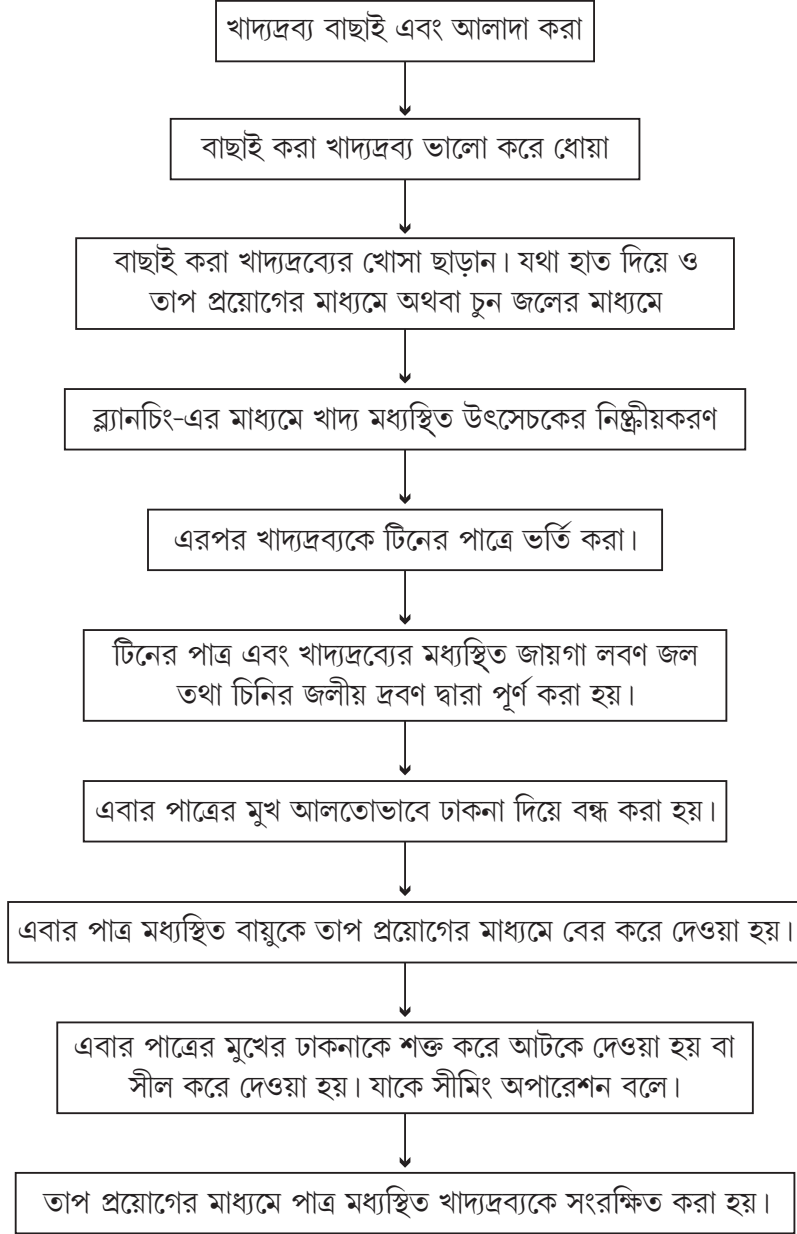 খাদ্যদ্রব্য বাছাই এবং আলাদা করা
বাছাই করা খাদ্যদ্রব্য ভালো করে ধোয়া
বাছাই করা খাদ্যদ্রব্যের খোসা ছাড়ান। যথা হাত দিয়ে ও
তাপ প্রয়োগের মাধ্যমে অথবা চুন জলের মাধ্যমে
ব্ল্যানচিং-এর মাধ্যমে খাদ্য মধ্যস্থিত উৎসেচকের নিষ্ক্রীয়করণ
এরপর খাদ্যদ্রব্যকে টিনের পাত্রে ভর্তি করা।
টিনের পাত্র এবং খাদ্যদ্রব্যের মধ্যস্থিত জায়গা লবণ জল
তথা চিনির জলীয় দ্রবণ দ্বারা পূর্ণ করা হয়।
এবার পাত্রের মুখ আলতোভাবে ঢাকনা দিয়ে বন্ধ করা হয়।
এবার পাত্র মধ্যস্থিত বায়ুকে তাপ প্রয়োগের মাধ্যমে বের করে দেওয়া হয়।
এবার পাত্রের মুখের ঢাকনাকে শক্ত করে আটকে দেওয়া হয় বা
সীল করে দেওয়া হয়। যাকে সীমিং অপারেশন বলে।
তাপ প্রয়োগের মাধ্যমে পাত্র মধ্যস্থিত খাদ্যদ্রব্যকে সংরক্ষিত করা হয়।